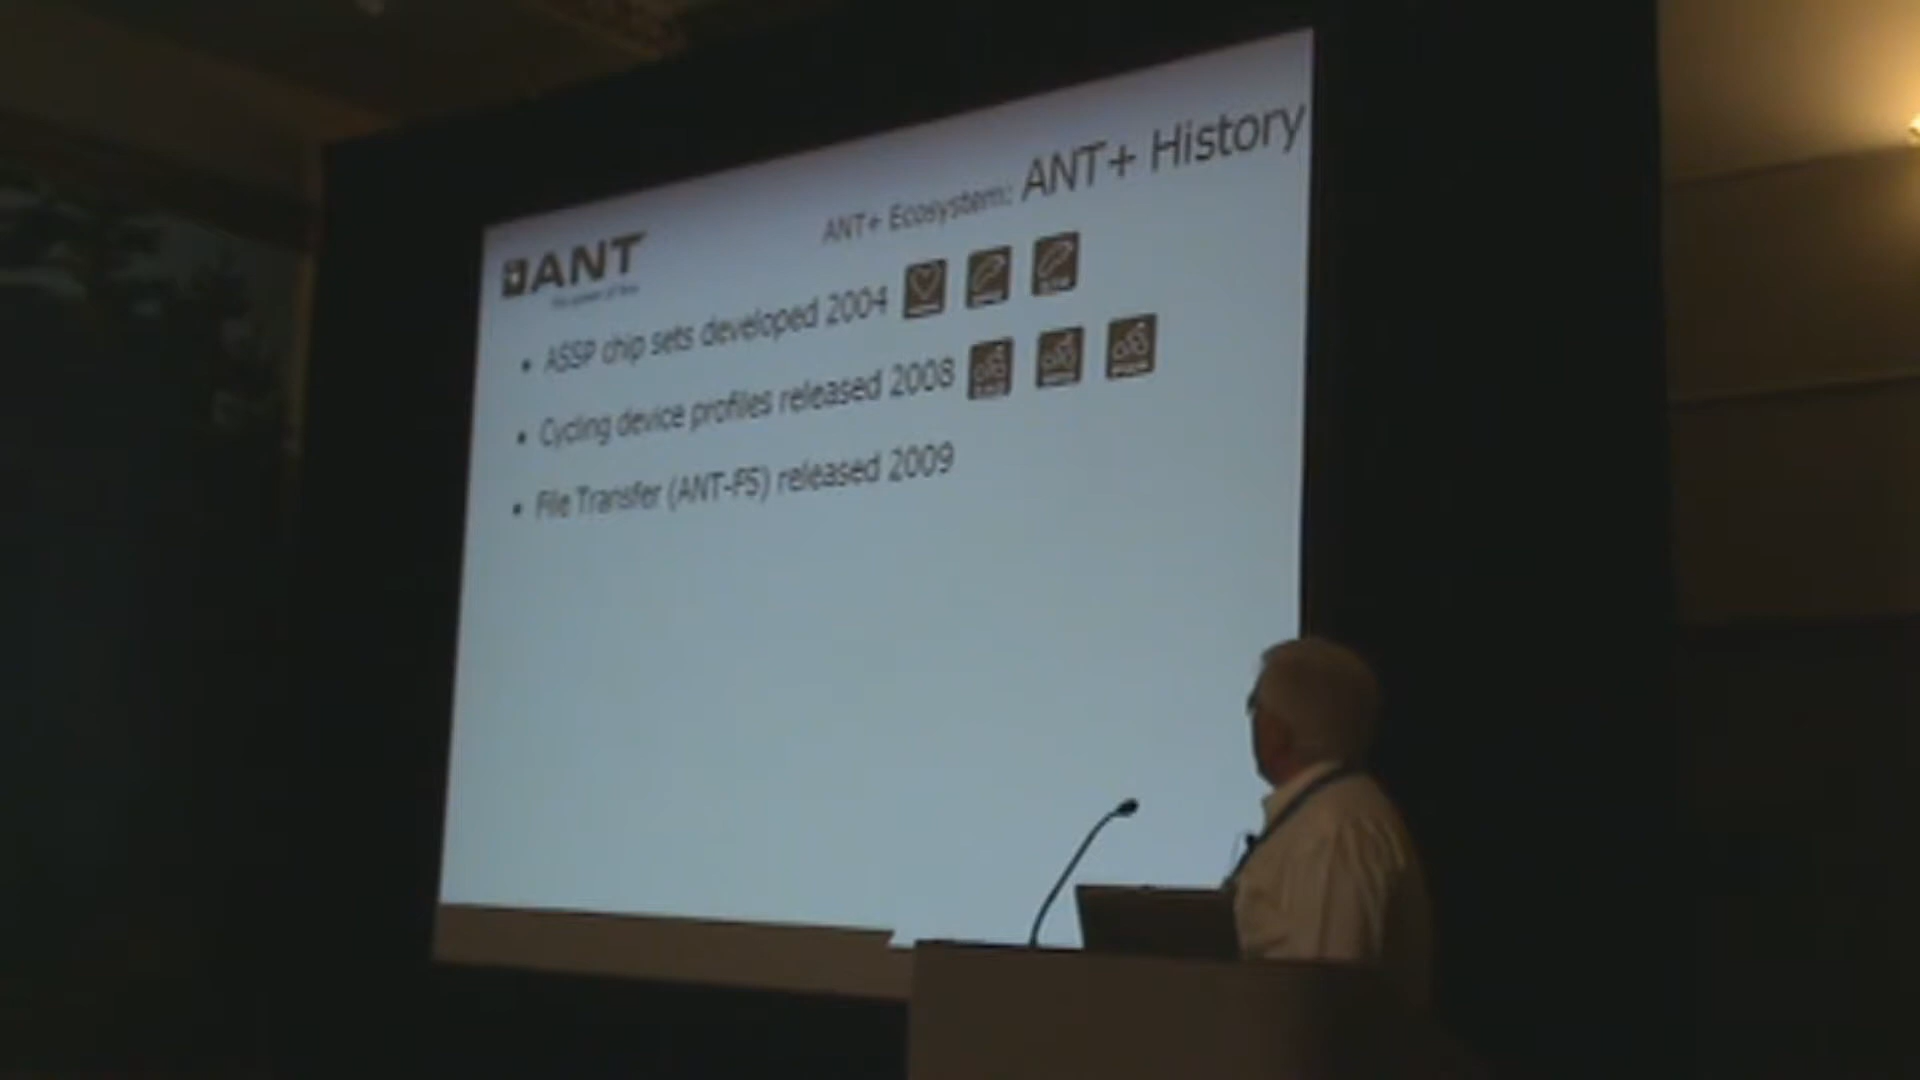 ANT+ Ecosystem: ANT+ History
ANT
• ASSP chip sets developed 2004
• Cycling device profiles released 2008
• File Transfer (ANT-FS) released 2009